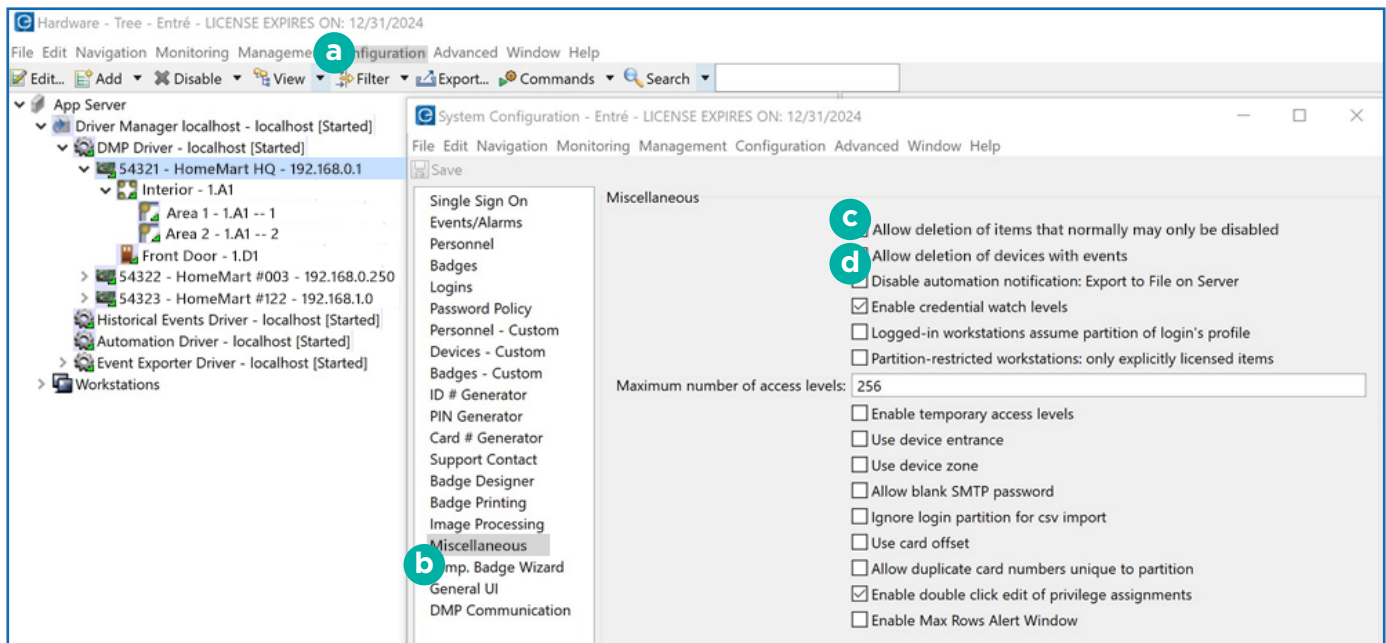 Hardware - Tree - Entré - LICENSE EXPIRES ON: 12/31/2024
File Edit Navigation Monitoring Manageme a nfiguration Advanced Window Help
Edit... Add Disable View Filter Export... Commands Search
App Server
Driver Manager localhost - localhost [Started]
DMP Driver - localhost [Started]
54321 - HomeMart HQ - 192.168.0.1
Interior - 1.A1
Area 1 - 1.A1 -- 1
Area 2 - 1.A1 -- 2
Front Door - 1.D1
54322 - HomeMart #003 - 192.168.0.250
54323 - HomeMart #122 - 192.168.1.0
Historical Events Driver - localhost [Started]
Automation Driver - localhost [Started]
Event Exporter Driver - localhost [Started]
Workstations
System Configuration - Entré - LICENSE EXPIRES ON: 12/31/2024
File Edit Navigation Monitoring Management Configuration Advanced Window Help
Save
Single Sign On
Events/Alarms
Personnel
Badges
Logins
Password Policy
Personnel - Custom
Devices - Custom
Badges - Custom
ID # Generator
PIN Generator
Card # Generator
Support Contact
Badge Designer
Badge Printing
Image Processing
Miscellaneous
b mp. Badge Wizard
General UI
DMP Communication
Miscellaneous
c Allow deletion of items that normally may only be disabled
d Allow deletion of devices with events
Disable automation notification: Export to File on Server
Enable credential watch levels
Logged-in workstations assume partition of login's profile
Partition-restricted workstations: only explicitly licensed items
Maximum number of access levels: 256
Enable temporary access levels
Use device entrance
Use device zone
Allow blank SMTP password
Ignore login partition for csv import
Use card offset
Allow duplicate card numbers unique to partition
Enable double click edit of privilege assignments
Enable Max Rows Alert Window